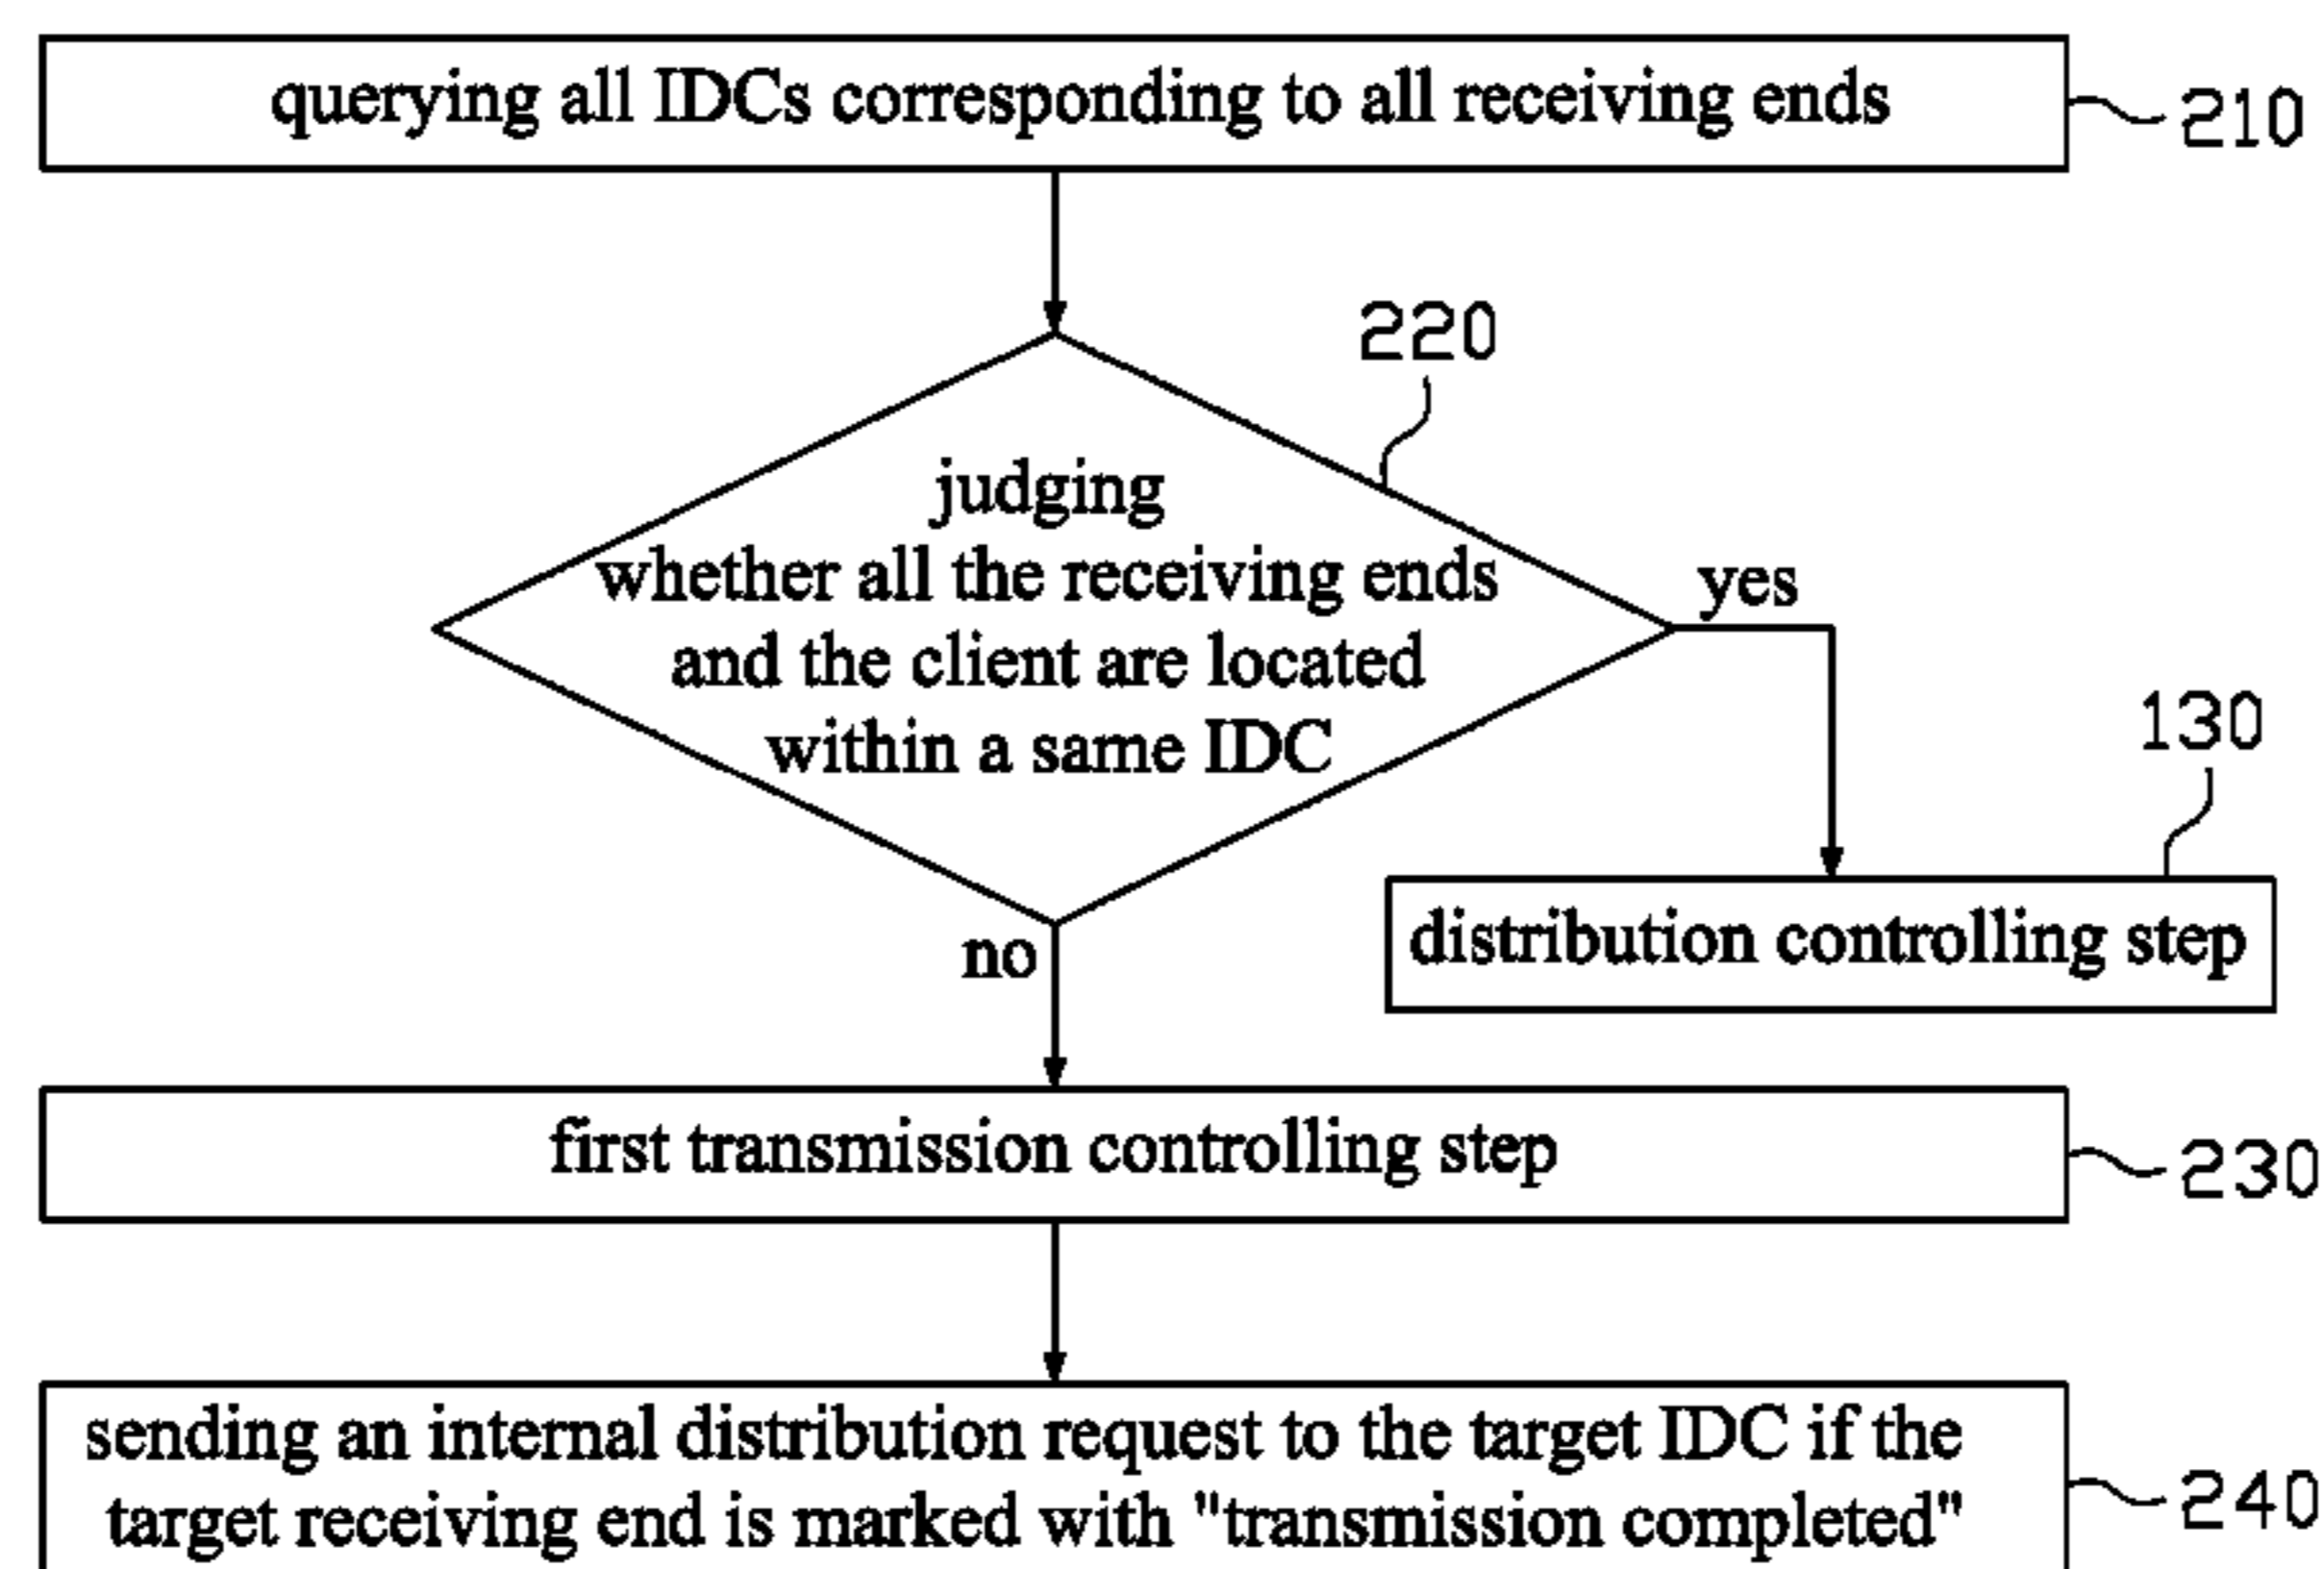 querying all IDCs corresponding to all receiving ends
210
220
judging
whether all the receiving ends
and the client are located
within a same IDC
yes
130
distribution controlling step
no
first transmission controlling step
230
sending an internal distribution request to the target IDC if the
target receiving end is marked with "transmission completed"
240